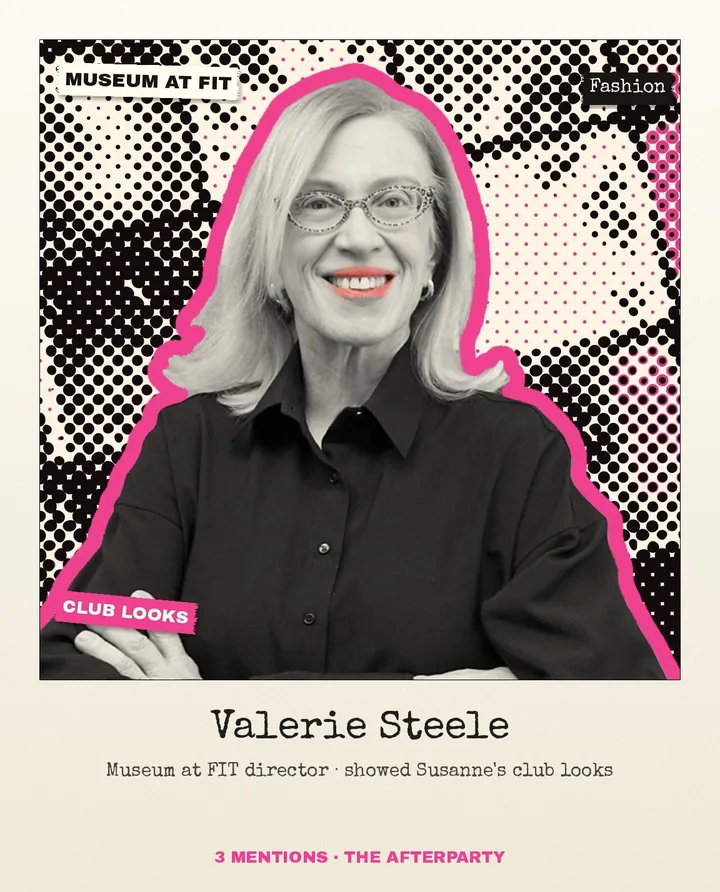 MUSEUM AT FIT
Fashion
CLUB LOOKS
Valerie Steele
Museum at FIT director · showed Susanne's club looks
3 MENTIONS · THE AFTERPARTY